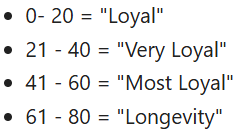 • 0- 20 = "Loyal"
• 21 - 40 = "Very Loyal"
• 41 - 60 = "Most Loyal"
• 61 - 80 = "Longevity"